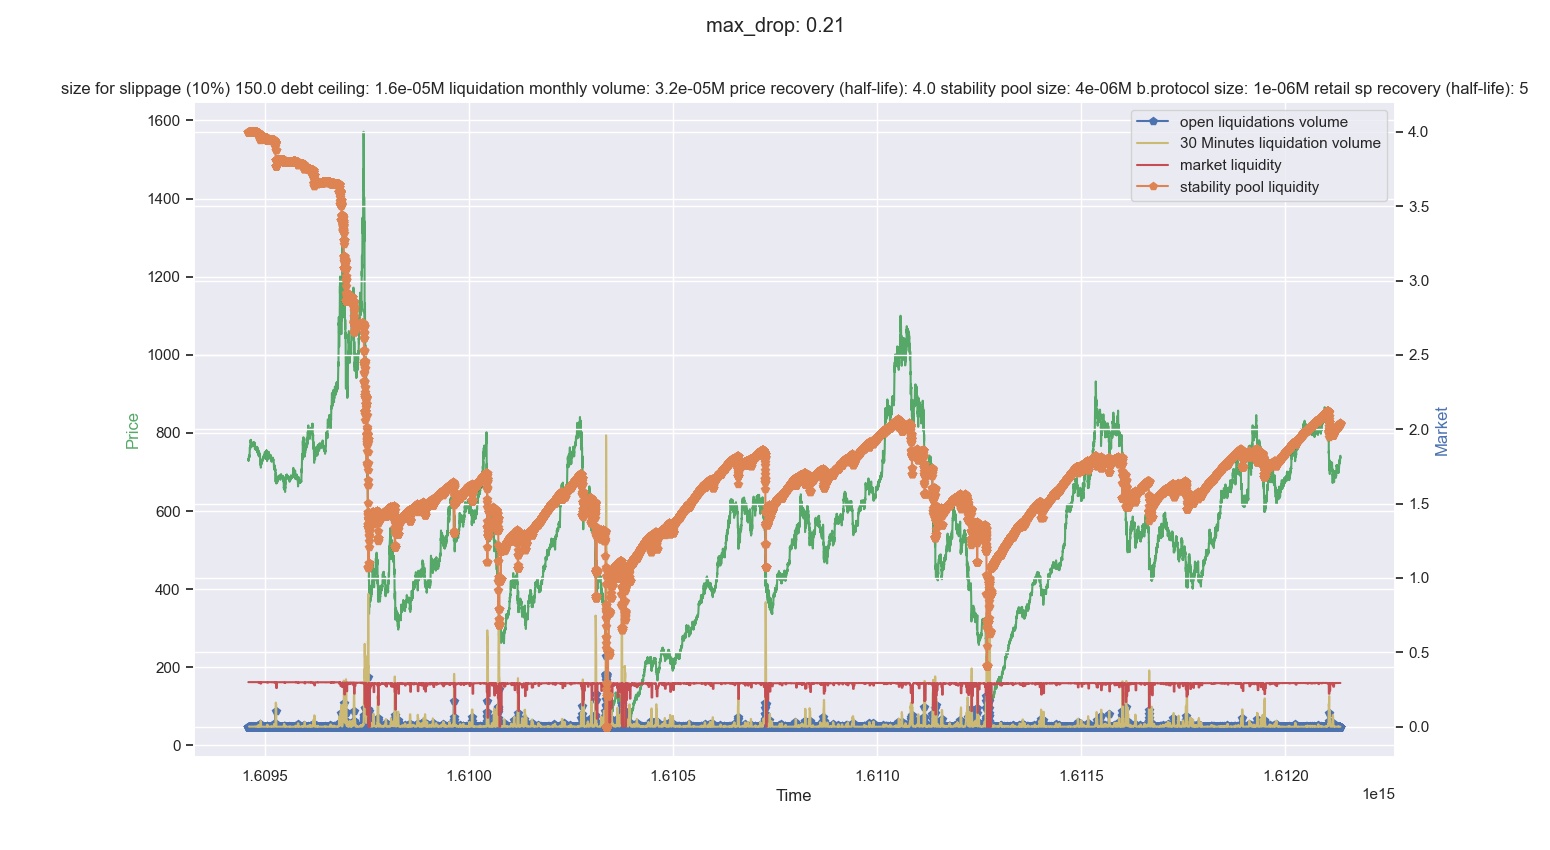 max_drop: 0.21
size for slippage (10%) 150.0 debt ceiling: 1.6e-05M liquidation monthly volume: 3.2e-05M price recovery (half-life): 4.0 stability pool size: 4e-06M b.protocol size: 1e-06M retail sp recovery (half-life): 5
open liquidations volume
30 Minutes liquidation volume
market liquidity
stability pool liquidity
1600
1400
1200
1000
800
600
400
200
0
Price
4.0
3.5
3.0
2.5
2.0
1.5
1.0
0.5
0.0
Market
1.6095 1.6100 1.6105 1.6110 1.6115 1.6120
1e15
Time